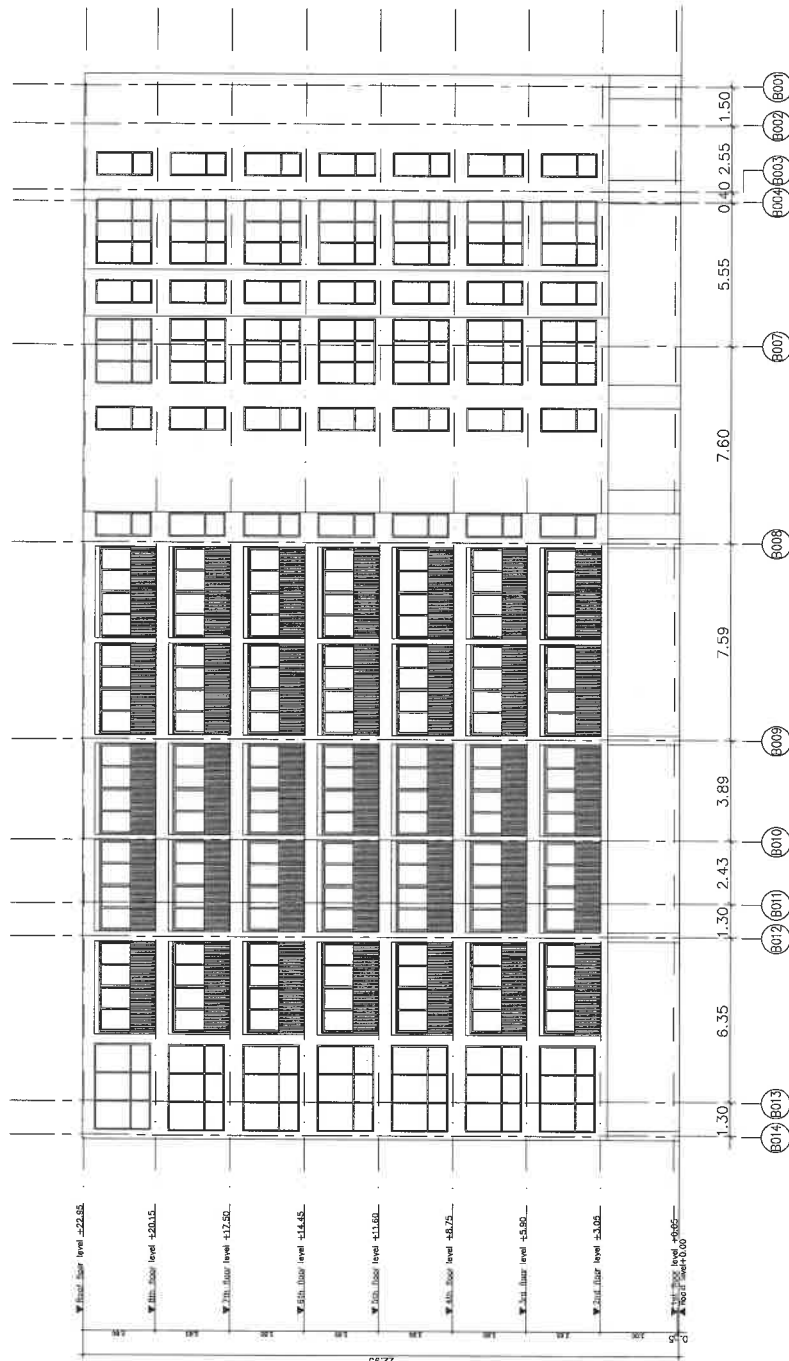 Roof floor level +22.95
8th floor level +20.15
7th floor level +17.50
6th floor level +14.45
5th floor level +11.60
4th floor level +8.75
3rd floor level +5.90
2nd floor level +3.05
1st floor level +0.05
Road level+0.00
22.95
B014
1.30
B013
6.35
B012
1.30
B011
2.43
B010
3.89
B009
7.59
B008
7.60
B007
5.55
B004
0.40
B003
2.55
B002
1.50
B001